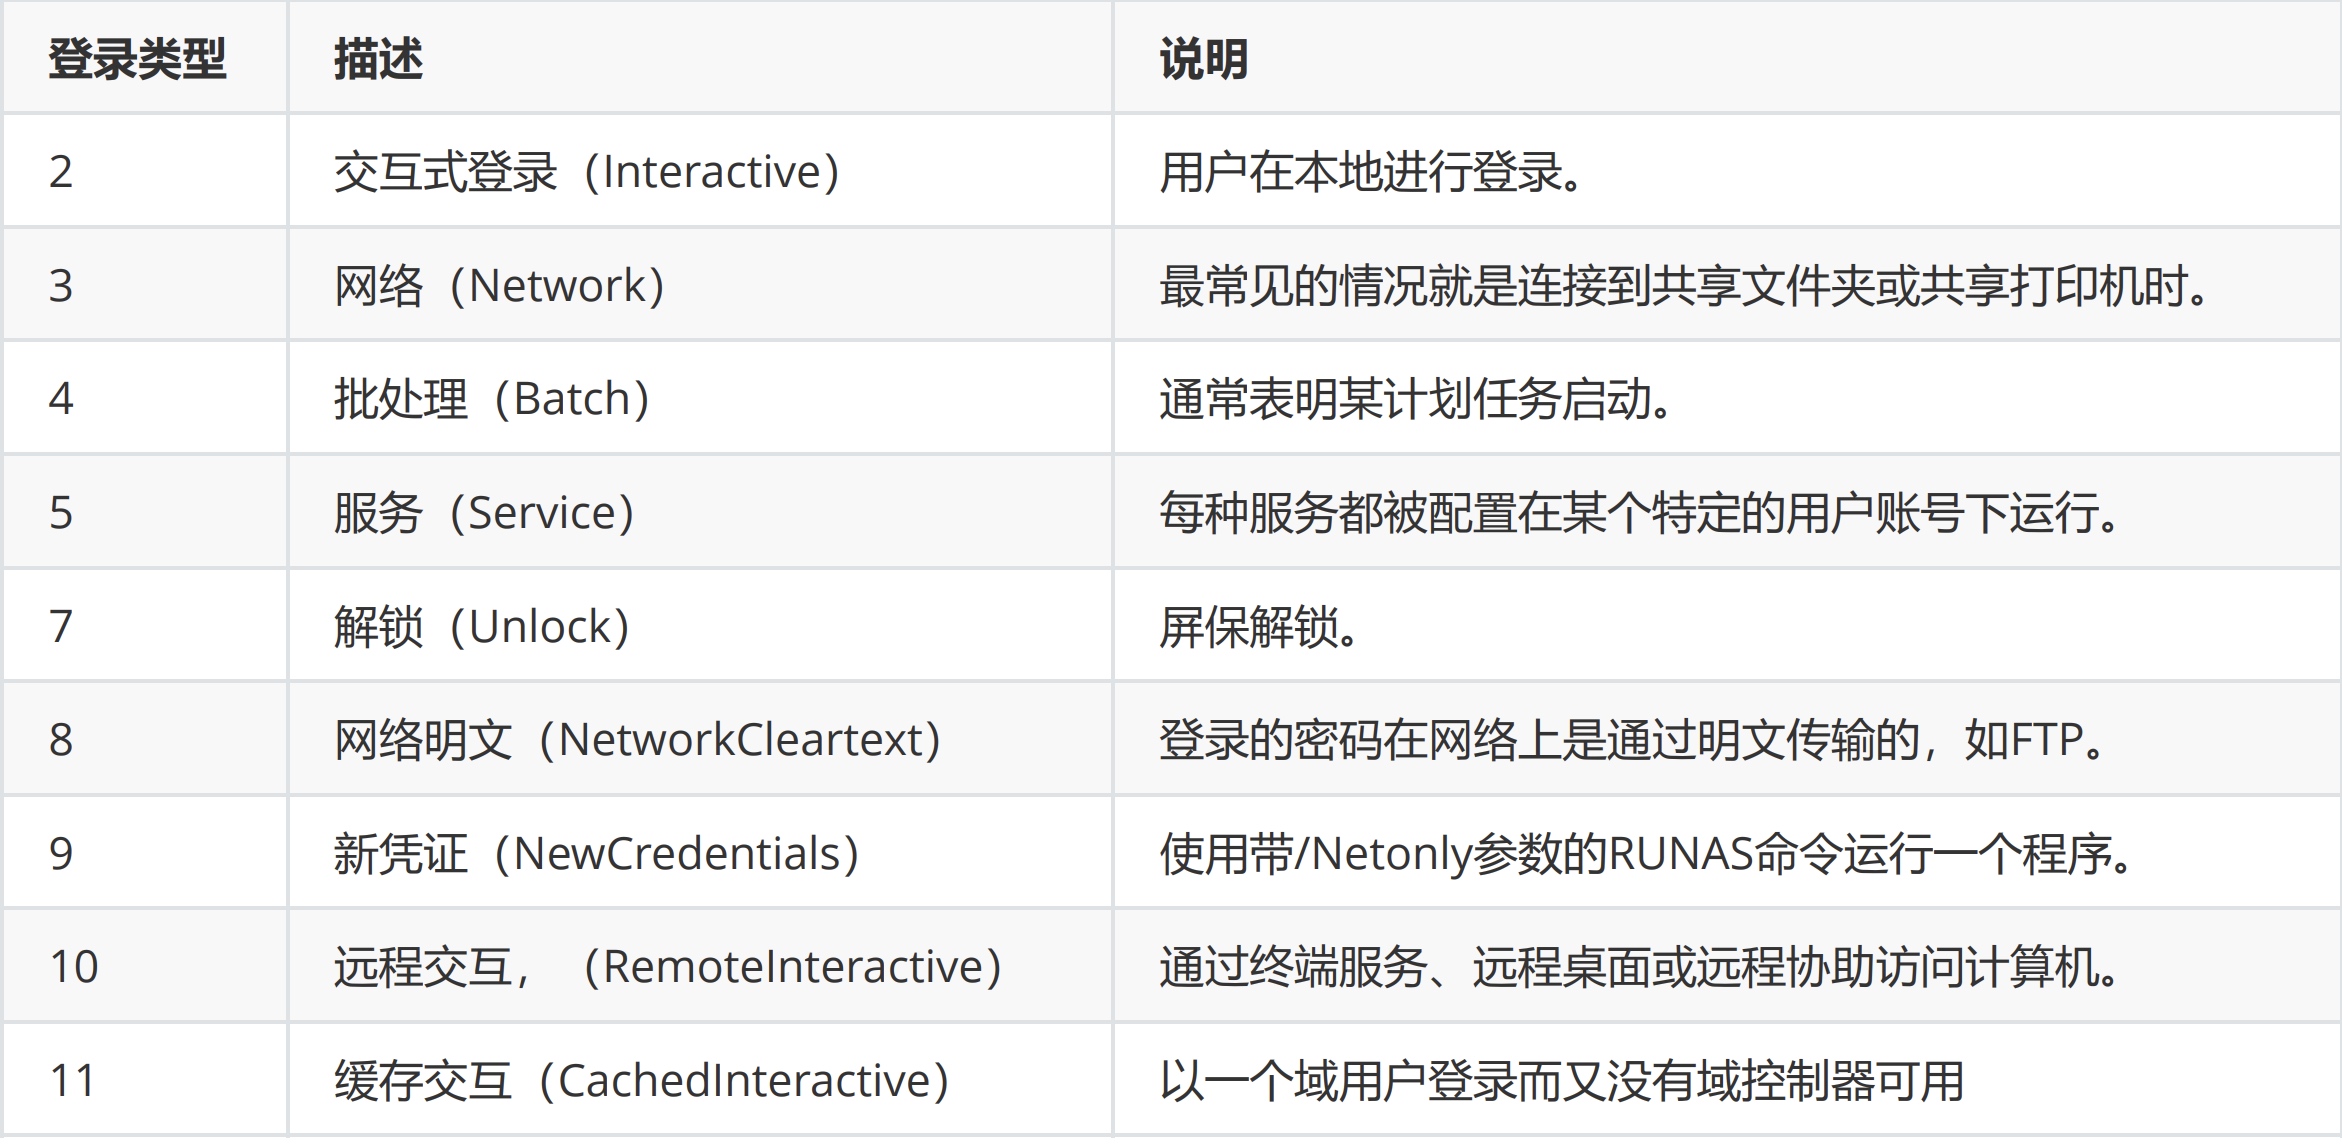 登录类型 描述 说明
2 交互式登录（Interactive） 用户在本地进行登录。
3 网络（Network） 最常见的情况就是连接到共享文件夹或共享打印机时。
4 批处理（Batch） 通常表明某计划任务启动。
5 服务（Service） 每种服务都被配置在某个特定的用户账号下运行。
7 解锁（Unlock） 屏保解锁。
8 网络明文（NetworkCleartext） 登录的密码在网络上是通过明文传输的，如FTP。
9 新凭证（NewCredentials） 使用带/Netonly参数的RUNAS命令运行一个程序。
10 远程交互，（RemoteInteractive） 通过终端服务、远程桌面或远程协助访问计算机。
11 缓存交互（CachedInteractive） 以一个域用户登录而又没有域控制器可用